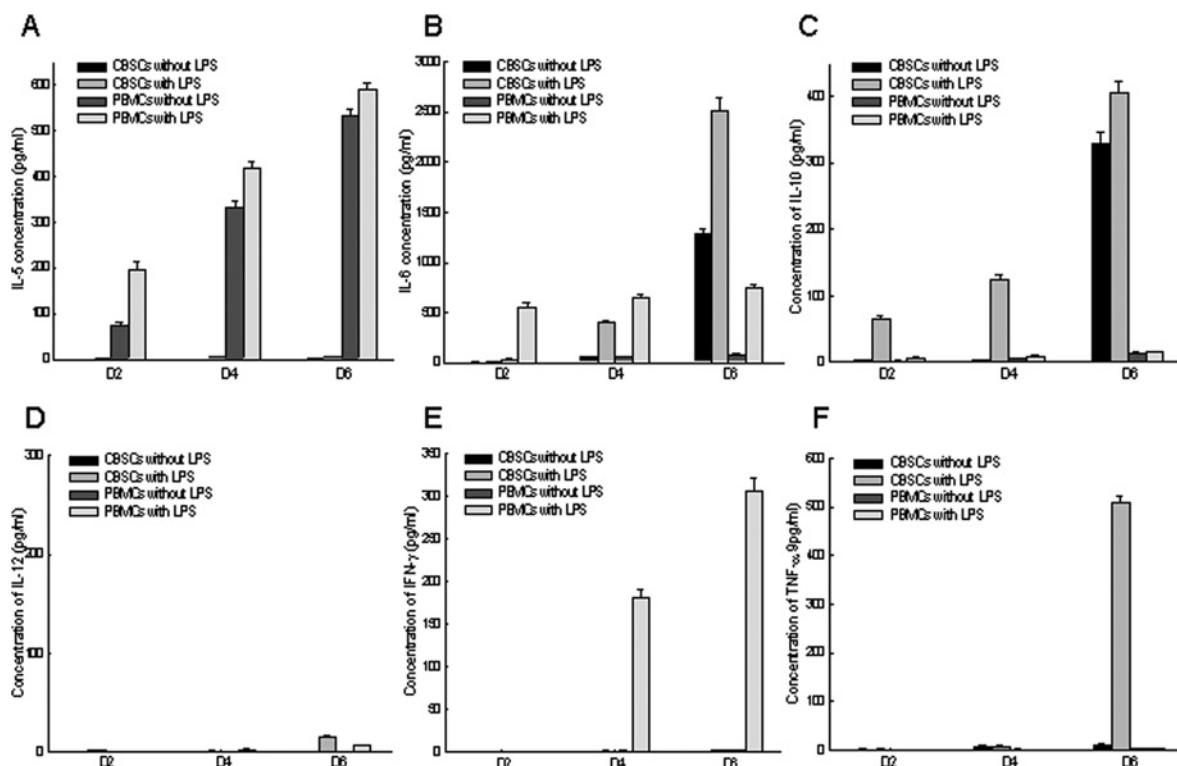 A
CBSCs without LPS
CBSCs with LPS
PBMCs without LPS
PBMCs with LPS
IL-5 concentration (pg/ml)
600
500
400
300
200
100
0
D2 D4 D6
B
CBSCs without LPS
CBSCs with LPS
PBMCs without LPS
PBMCs with LPS
IL-6 concentration (pg/ml)
3000
2500
2000
1500
1000
500
0
D2 D4 D6
C
CBSCs without LPS
CBSCs with LPS
PBMCs without LPS
PBMCs with LPS
Concentration of IL-10 (pg/ml)
400
300
200
100
0
D2 D4 D6
D
CBSCs without LPS
CBSCs with LPS
PBMCs without LPS
PBMCs with LPS
Concentration of IL-12 (pg/ml)
300
200
100
0
D2 D4 D6
E
CBSCs without LPS
CBSCs with LPS
PBMCs without LPS
PBMCs with LPS
Concentration of IFN-γ (pg/ml)
350
300
250
200
150
100
50
0
D2 D4 D6
F
CBSCs without LPS
CBSCs with LPS
PBMCs without LPS
PBMCs with LPS
Concentration of TNF-α 9pg/ml)
600
500
400
300
200
100
0
D2 D4 D6